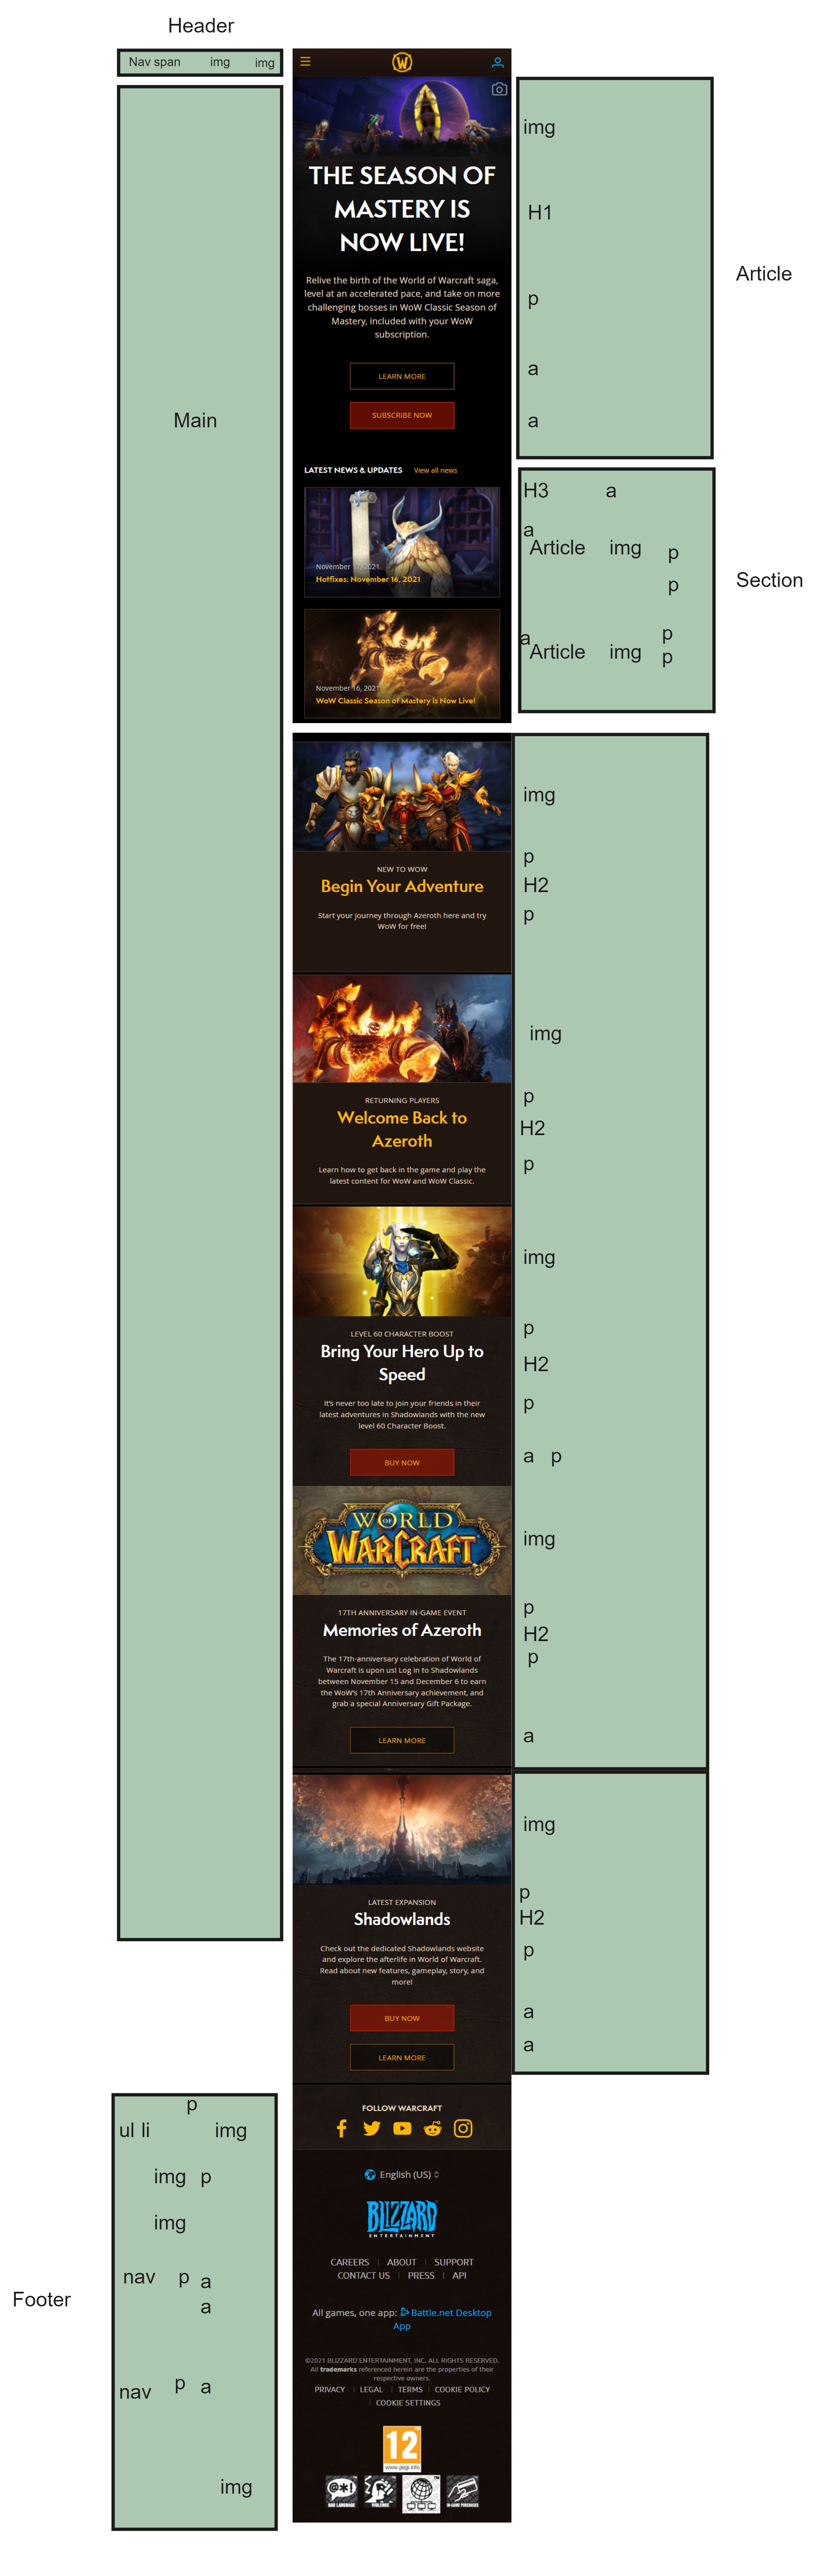 Header
Nav span img img
Main
THE SEASON OF
MASTERY IS
NOW LIVE!
Relive the birth of the World of Warcraft saga,
level at an accelerated pace, and take on more
challenging bosses in WoW Classic Season of
Mastery, included with your WoW
subscription.
LEARN MORE
SUBSCRIBE NOW
img
H1
p
a
a
Article
LATEST NEWS & UPDATES View all news
November 17, 2021
Hotfixes: November 16, 2021
November 16, 2021
WoW Classic Season of Mastery is Now Live!
H3 a
a
Article img p
p
a
Article img p
p
Section
NEW TO WOW
Begin Your Adventure
Start your journey through Azeroth here and try
WoW for free!
img
p
H2
p
RETURNING PLAYERS
Welcome Back to
Azeroth
Learn how to get back in the game and play the
latest content for WoW and WoW Classic.
img
p
H2
p
LEVEL 60 CHARACTER BOOST
Bring Your Hero Up to
Speed
It's never too late to join your friends in their
latest adventures in Shadowlands with the new
level 60 Character Boost.
BUY NOW
img
p
H2
p
a p
WORLD
OF
WARCRAFT
17TH ANNIVERSARY IN-GAME EVENT
Memories of Azeroth
The 17th-anniversary celebration of World of
Warcraft is upon us! Log in to Shadowlands
between November 15 and December 6 to earn
the WoW's 17th Anniversary achievement, and
grab a special Anniversary Gift Package.
LEARN MORE
img
p
H2
p
a
LATEST EXPANSION
Shadowlands
Check out the dedicated Shadowlands website
and explore the afterlife in World of Warcraft.
Read about new features, gameplay, story, and
more!
BUY NOW
LEARN MORE
img
p
H2
p
a
a
Footer
p
ul li img
img p
img
nav p a
a
nav p a
img
FOLLOW WARCRAFT
English (US)
BLIZZARD
ENTERTAINMENT
CAREERS | ABOUT | SUPPORT
CONTACT US | PRESS | API
All games, one app: Battle.net Desktop
App
©2021 BLIZZARD ENTERTAINMENT, INC. ALL RIGHTS RESERVED.
All trademarks referenced herein are the properties of their
respective owners.
PRIVACY | LEGAL | TERMS | COOKIE POLICY
| COOKIE SETTINGS
12
www.pegi.info
BAD LANGUAGE VIOLENCE IN-GAME PURCHASES